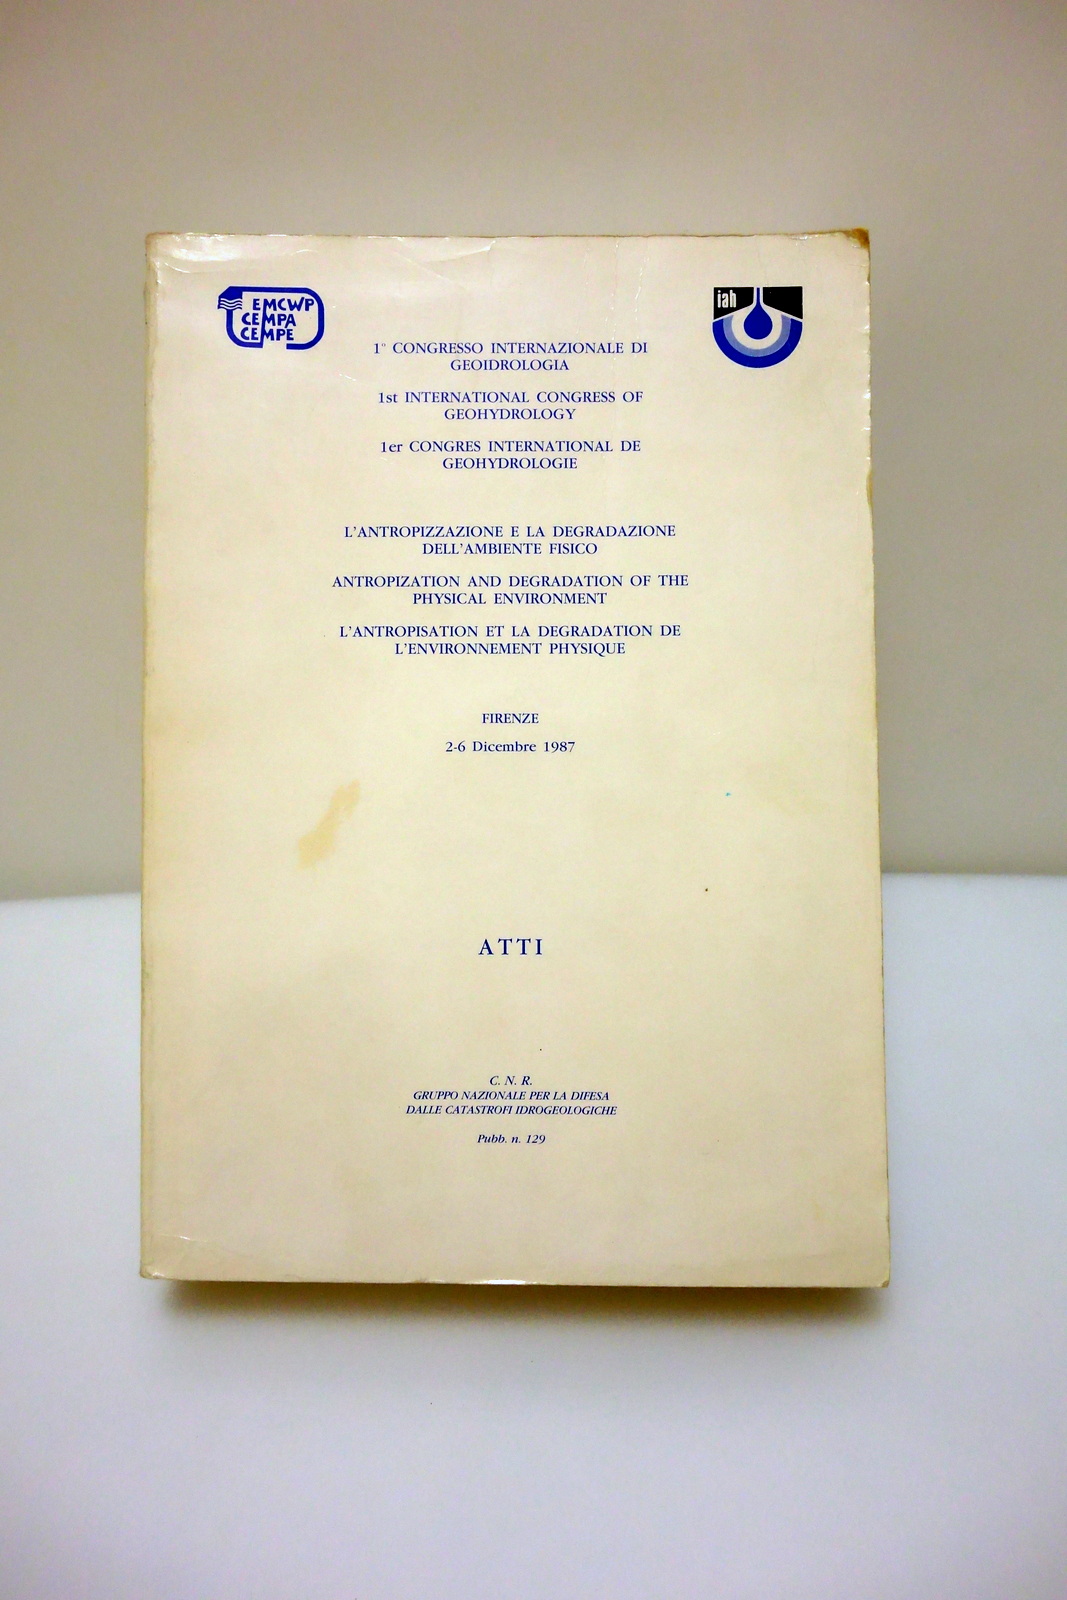 EMCWP
CEMPA
CEMPE
iah
1° CONGRESSO INTERNAZIONALE DI
GEOIDROLOGIA
1st INTERNATIONAL CONGRESS OF
GEOHYDROLOGY
1er CONGRES INTERNATIONAL DE
GEOHYDROLOGIE
L'ANTROPIZZAZIONE E LA DEGRADAZIONE
DELL'AMBIENTE FISICO
ANTROPIZATION AND DEGRADATION OF THE
PHYSICAL ENVIRONMENT
L'ANTROPISATION ET LA DEGRADATION DE
L'ENVIRONNEMENT PHYSIQUE
FIRENZE
2-6 Dicembre 1987
ATTI
C. N. R.
GRUPPO NAZIONALE PER LA DIFESA
DALLE CATASTROFI IDROGEOLOGICHE
Pubb. n. 129